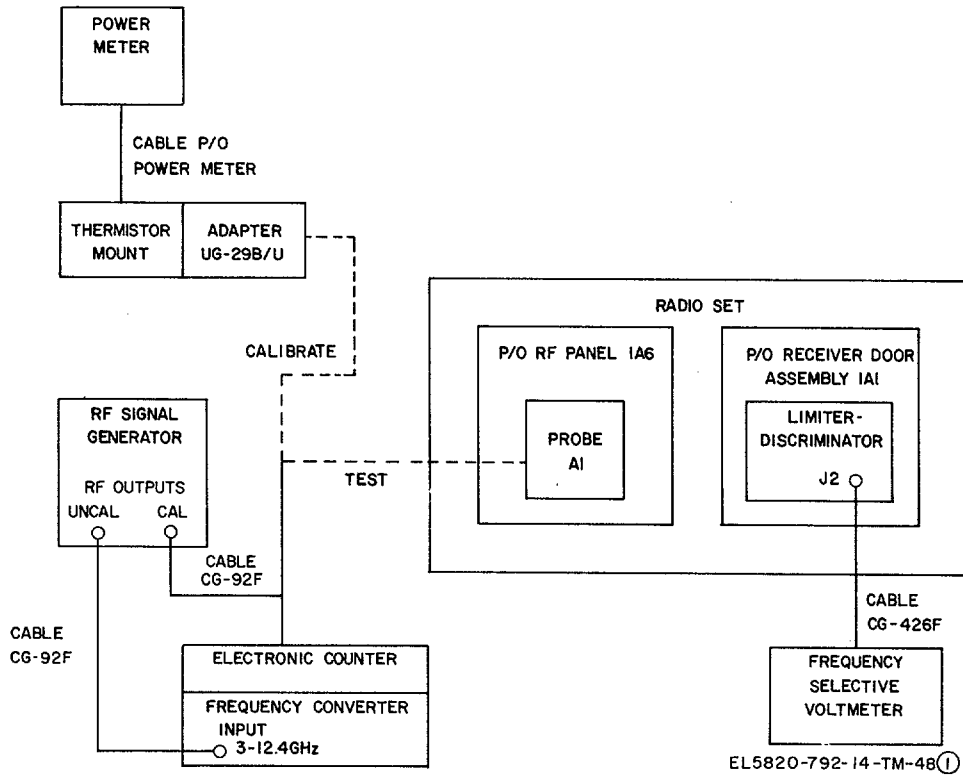 POWER
METER
CABLE P/O
POWER METER
THERMISTOR
MOUNT
ADAPTER
UG-29B/U
CALIBRATE
RADIO SET
P/O RF PANEL 1A6
PROBE
A1
P/O RECEIVER DOOR
ASSEMBLY 1A1
LIMITER-
DISCRIMINATOR
J2
RF SIGNAL
GENERATOR
RF OUTPUTS
UNCAL
CAL
TEST
CABLE
CG-92F
CABLE
CG-92F
ELECTRONIC COUNTER
FREQUENCY CONVERTER
INPUT
3-12.4GHz
CABLE
CG-426F
FREQUENCY
SELECTIVE
VOLTMETER
EL5820-792-14-TM-48①